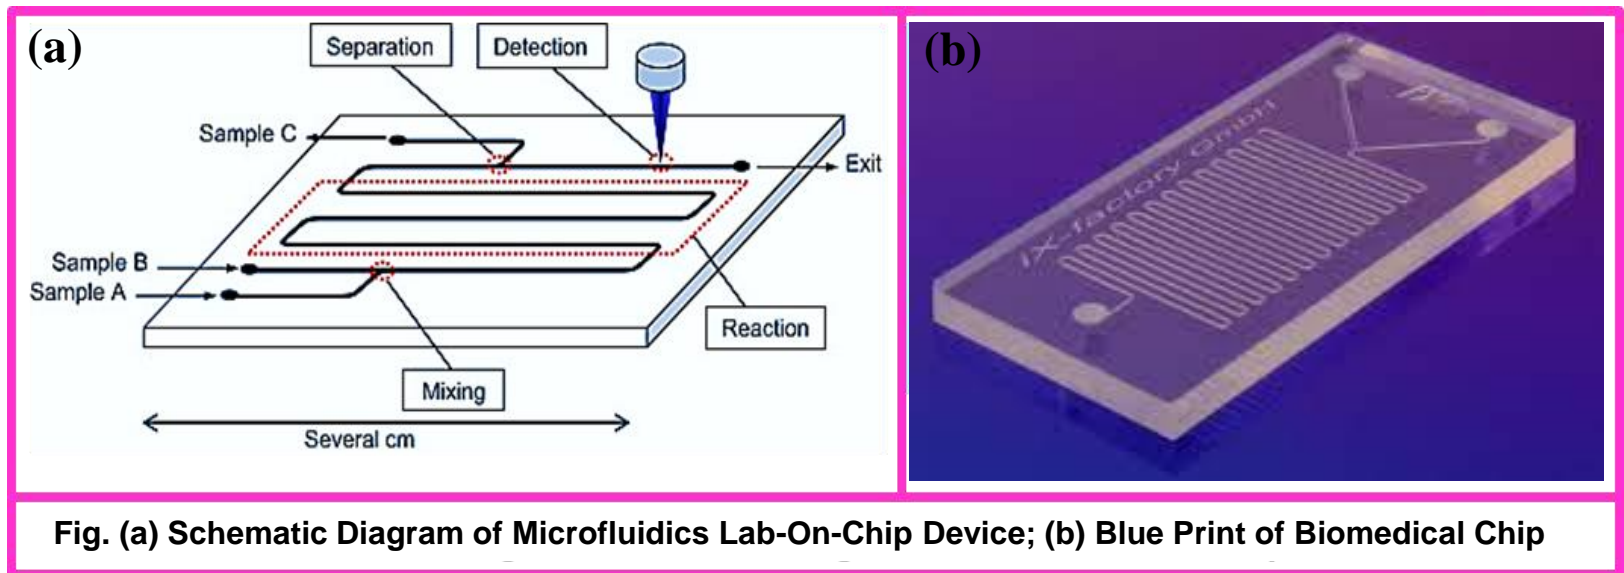 (a)
Separation
Detection
Sample C
Exit
Sample B
Sample A
Reaction
Mixing
Several cm
(b)
iX-factory GmbH
Fig. (a) Schematic Diagram of Microfluidics Lab-On-Chip Device; (b) Blue Print of Biomedical Chip